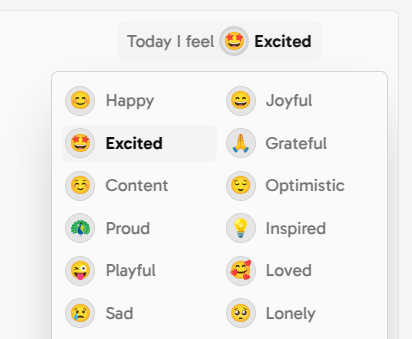 Today I feel Excited
Happy Joyful
Excited Grateful
Content Optimistic
Proud Inspired
Playful Loved
Sad Lonely